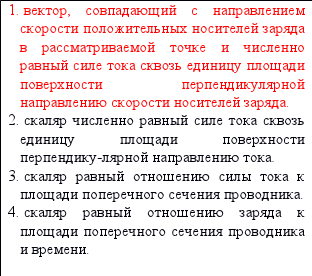 1. вектор, совпадающий с направлением
скорости положительных носителей заряда
в рассматриваемой точке и численно
равный силе тока сквозь единицу площади
поверхности перпендикулярной
направлению скорости носителей заряда.
2. скаляр численно равный силе тока сквозь
единицу площади поверхности
перпендику-лярной направлению тока.
3. скаляр равный отношению силы тока к
площади поперечного сечения проводника.
4. скаляр равный отношению заряда к
площади поперечного сечения проводника
и времени.